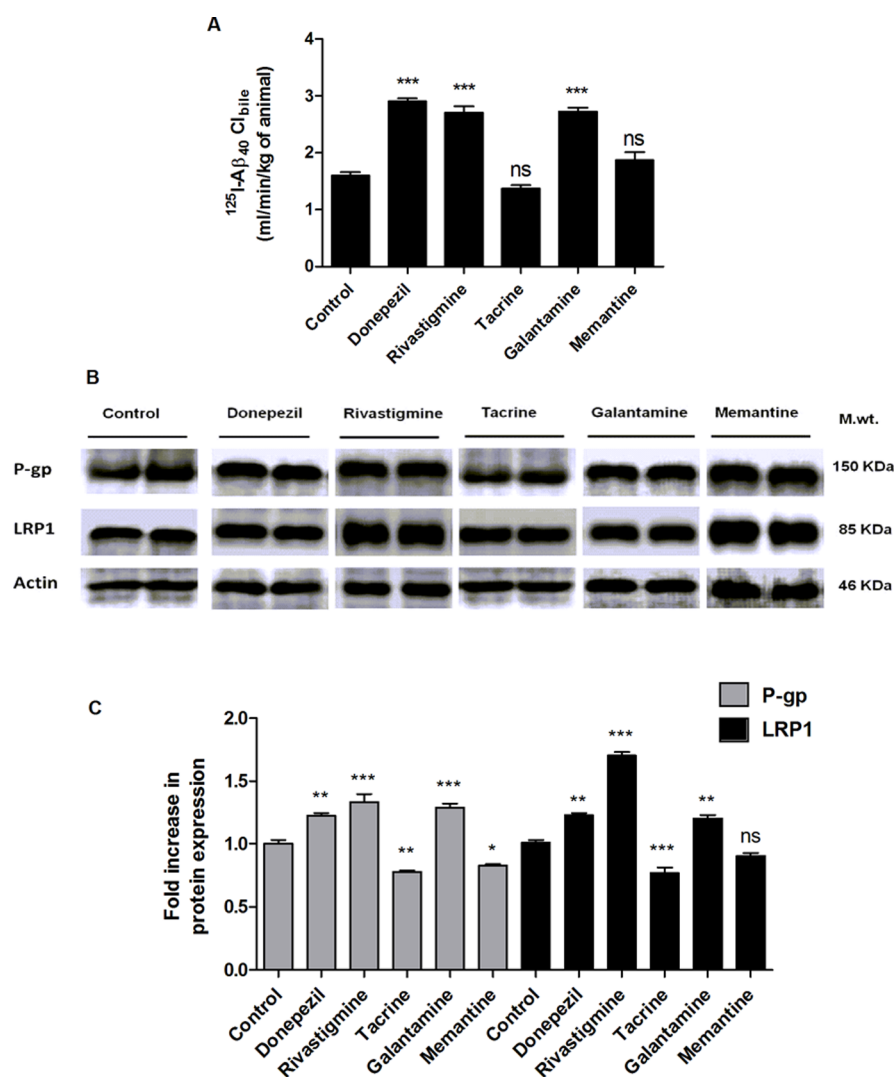 A
¹²⁵I-Aβ₄₀ Cl_bile
(ml/min/kg of animal)
4
3
2
1
0
***
***
ns
***
ns
Control
Donepezil
Rivastigmine
Tacrine
Galantamine
Memantine
B
Control Donepezil Rivastigmine Tacrine Galantamine Memantine M.wt.
P-gp 150 KDa
LRP1 85 KDa
Actin 46 KDa
C
P-gp
LRP1
Fold increase in
protein expression
2.0
1.5
1.0
0.5
0.0
**
***
**
***
*
**
***
***
**
ns
Control
Donepezil
Rivastigmine
Tacrine
Galantamine
Memantine
Control
Donepezil
Rivastigmine
Tacrine
Galantamine
Memantine